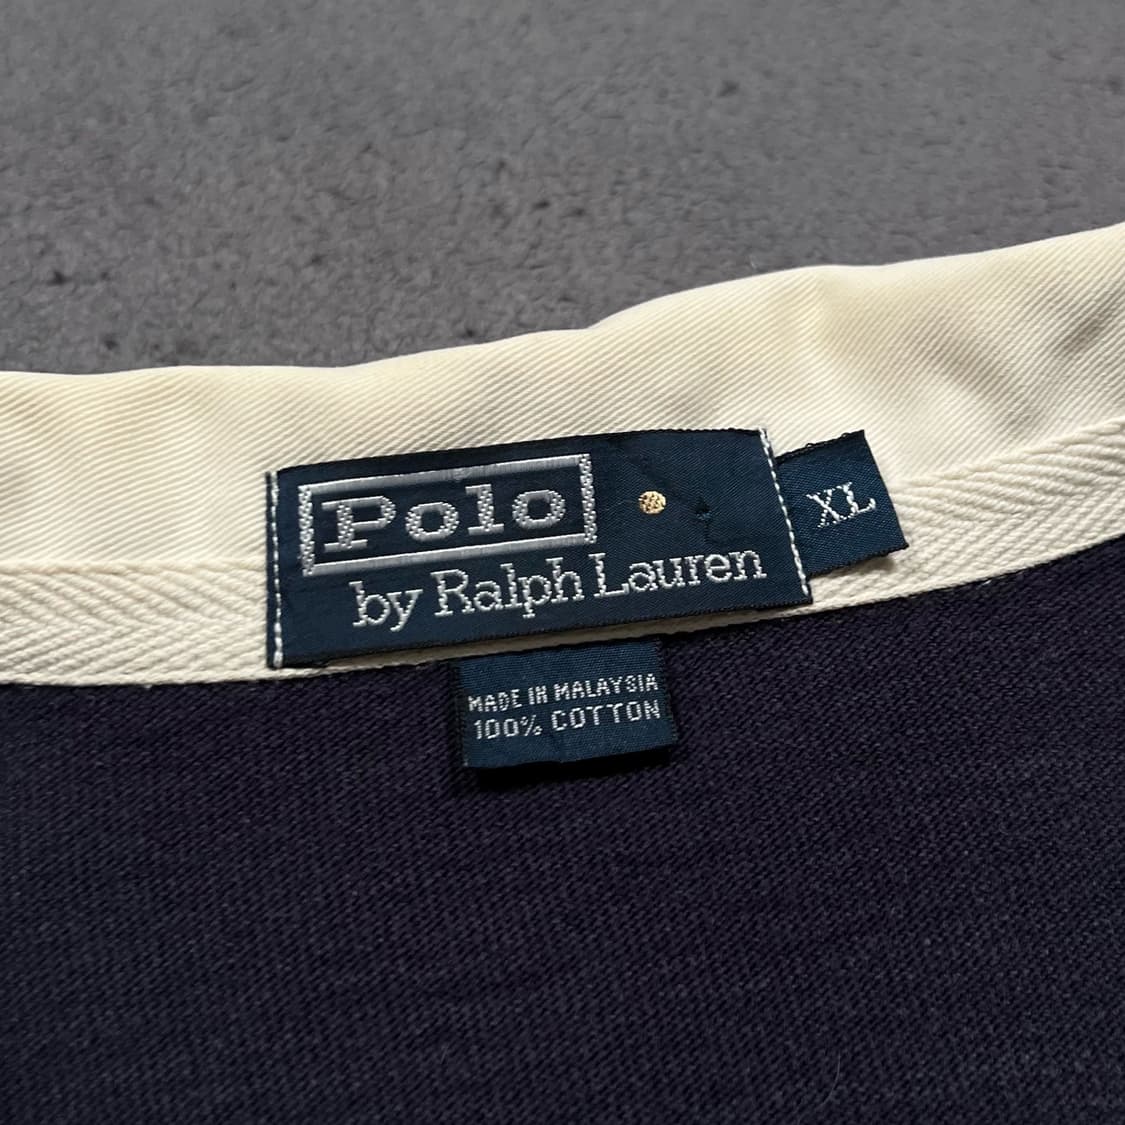 Polo
by Ralph Lauren
XL
MADE IN MALAYSIA
100% COTTON